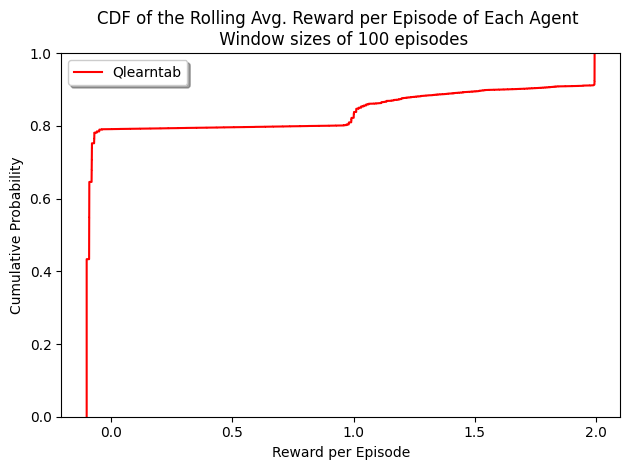 CDF of the Rolling Avg. Reward per Episode of Each Agent
Window sizes of 100 episodes
Qlearntab
1.0
0.8
0.6
0.4
0.2
0.0
Cumulative Probability
0.0 0.5 1.0 1.5 2.0
Reward per Episode